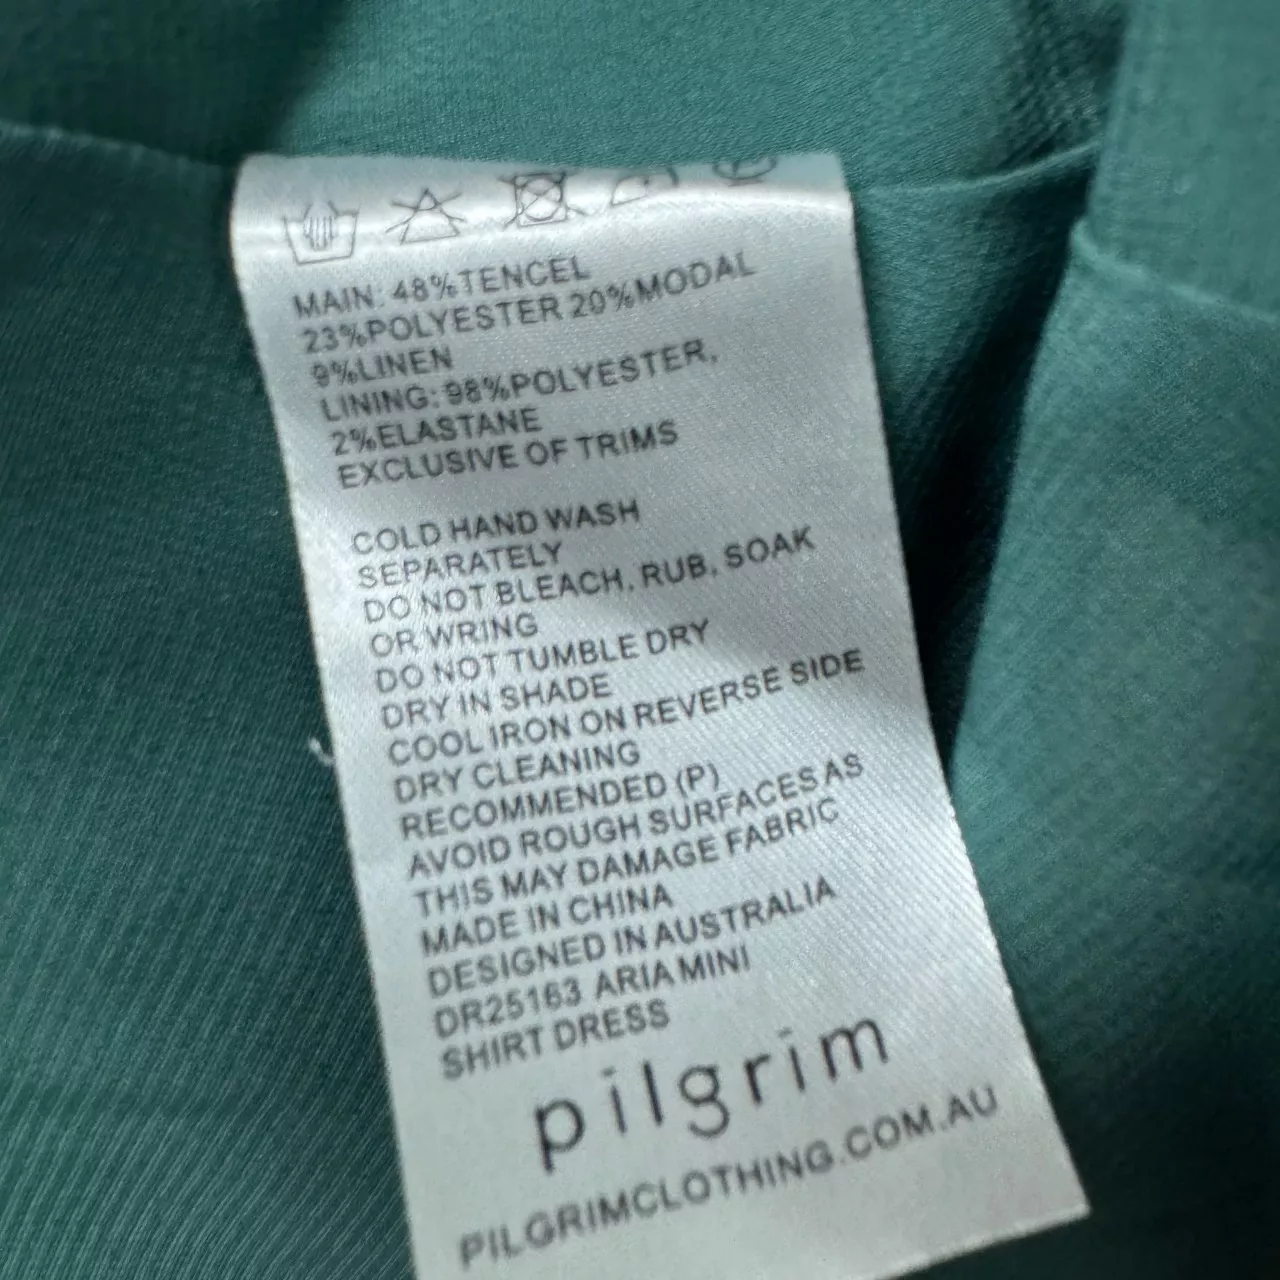 MAIN: 48%TENCEL
23%POLYESTER 20%MODAL
9%LINEN
LINING: 98%POLYESTER,
2%ELASTANE
EXCLUSIVE OF TRIMS
COLD HAND WASH
SEPARATELY
DO NOT BLEACH, RUB, SOAK
OR WRING
DO NOT TUMBLE DRY
DRY IN SHADE
COOL IRON ON REVERSE SIDE
DRY CLEANING
RECOMMENDED (P)
AVOID ROUGH SURFACES AS
THIS MAY DAMAGE FABRIC
MADE IN CHINA
DESIGNED IN AUSTRALIA
DR25163 ARIA MINI
SHIRT DRESS
pilgrim
PILGRIMCLOTHING.COM.AU